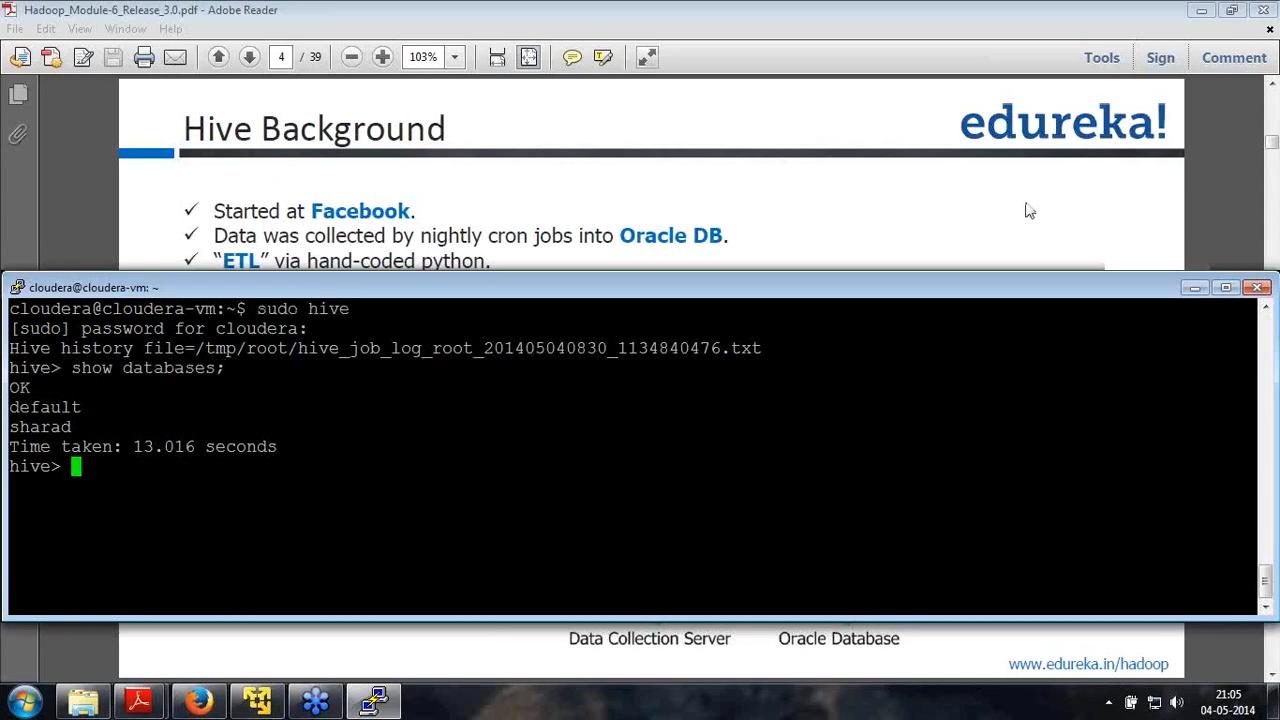 Hadoop_Module-6_Release_3.0.pdf - Adobe Reader
File Edit View Window Help
4 / 39 103% Tools Sign Comment
Hive Background
edureka!
✓ Started at Facebook.
✓ Data was collected by nightly cron jobs into Oracle DB.
✓ “ETL” via hand-coded python.
cloudera@cloudera-vm: ~
cloudera@cloudera-vm:~$ sudo hive
[sudo] password for cloudera:
Hive history file=/tmp/root/hive_job_log_root_201405040830_1134840476.txt
hive> show databases;
OK
default
sharad
Time taken: 13.016 seconds
hive>
Data Collection Server Oracle Database
www.edureka.in/hadoop
21:05
04-05-2014